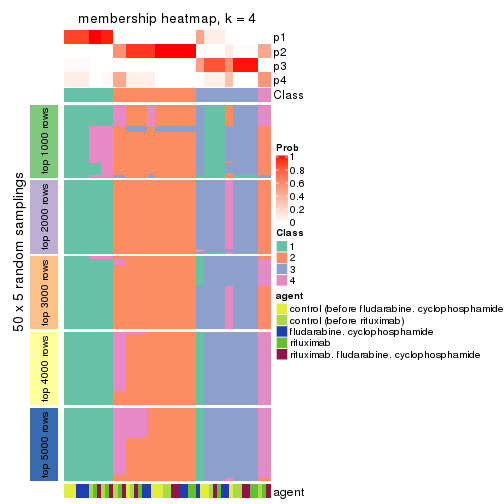 membership heatmap, k = 4
p1
p2
p3
p4
Class
50 x 5 random samplings
top 1000 rows
top 2000 rows
top 3000 rows
top 4000 rows
top 5000 rows
Prob
1
0.8
0.6
0.4
0.2
0
Class
1
2
3
4
agent
control (before fludarabine. cyclophosphamide
control (before rituximab)
fludarabine. cyclophosphamide
rituximab
rituximab. fludarabine. cyclophosphamide
agent